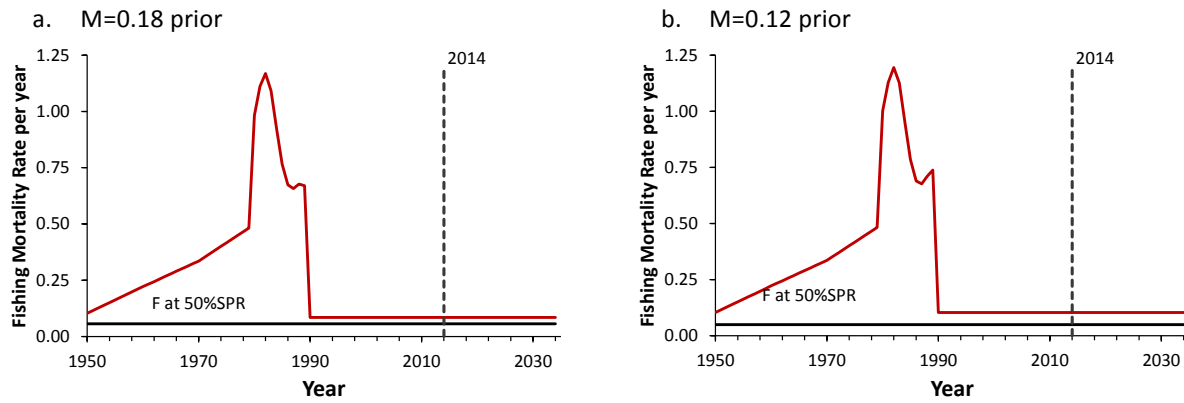 a. M=0.18 prior
Fishing Mortality Rate per year
1.25
1.00
0.75
0.50
0.25
0.00
2014
F at 50%SPR
1950 1970 1990 2010 2030
Year
b. M=0.12 prior
Fishing Mortality Rate per year
1.25
1.00
0.75
0.50
0.25
0.00
2014
F at 50%SPR
1950 1970 1990 2010 2030
Year